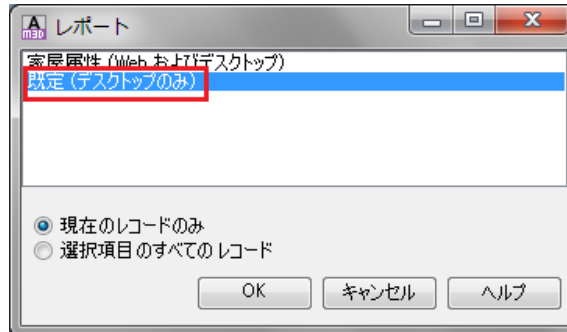 A
M3D レポート
家屋属性 (Web およびデスクトップ)
既定 (デスクトップのみ)
現在のレコードのみ
選択項目のすべてのレコード
OK キャンセル ヘルプ